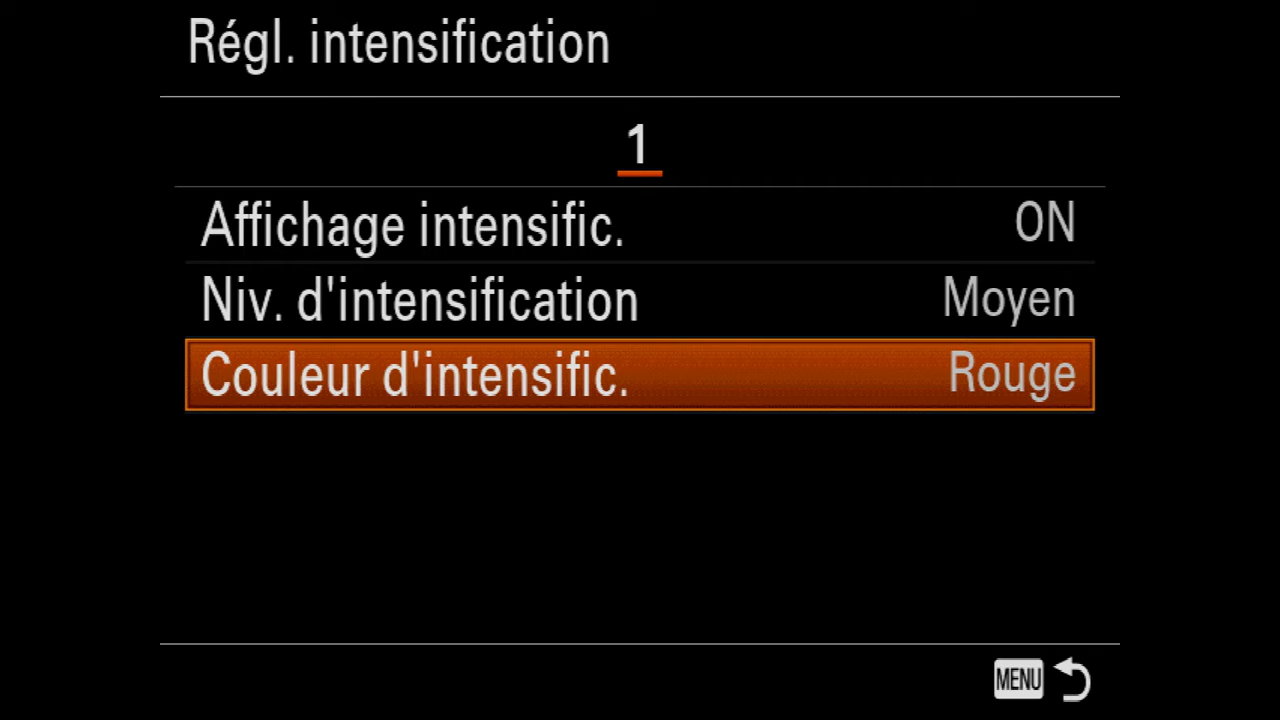 Régl. intensification
1
Affichage intensific. ON
Niv. d'intensification Moyen
Couleur d'intensific. Rouge
MENU